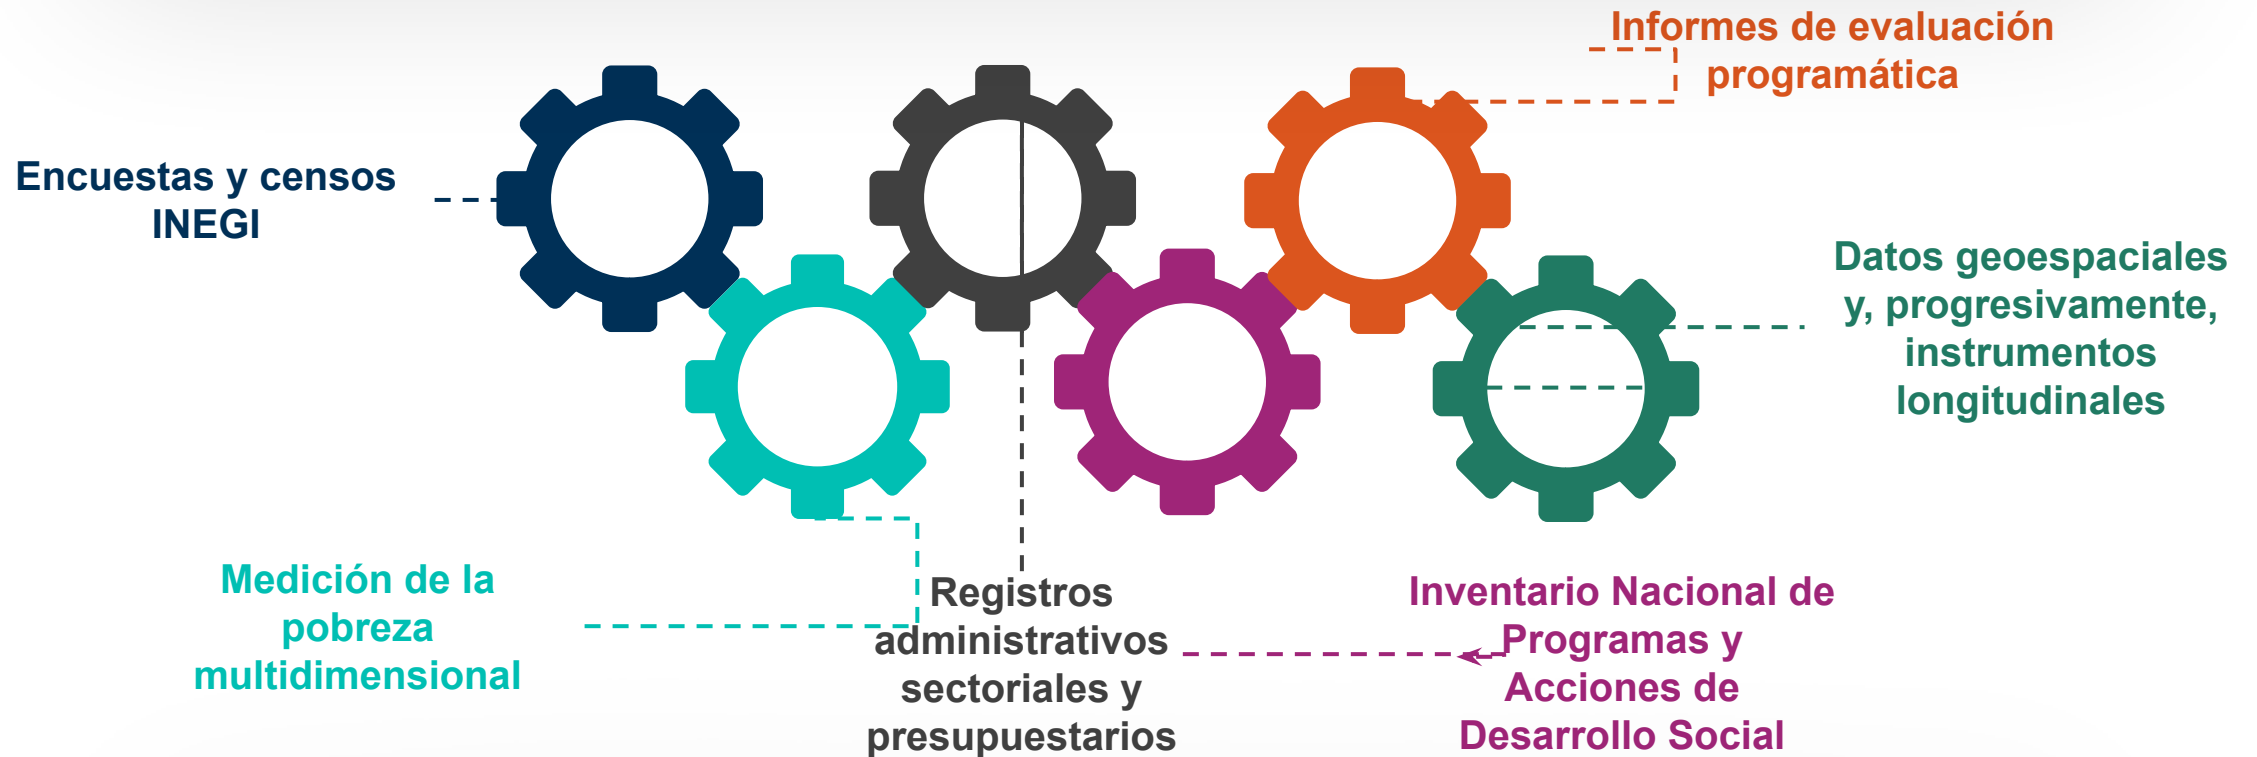 Informes de evaluación
programática
Encuestas y censos
INEGI
Datos geoespaciales
y, progresivamente,
instrumentos
longitudinales
Medición de la
pobreza
multidimensional
Registros
administrativos
sectoriales y
presupuestarios
Inventario Nacional de
Programas y
Acciones de
Desarrollo Social